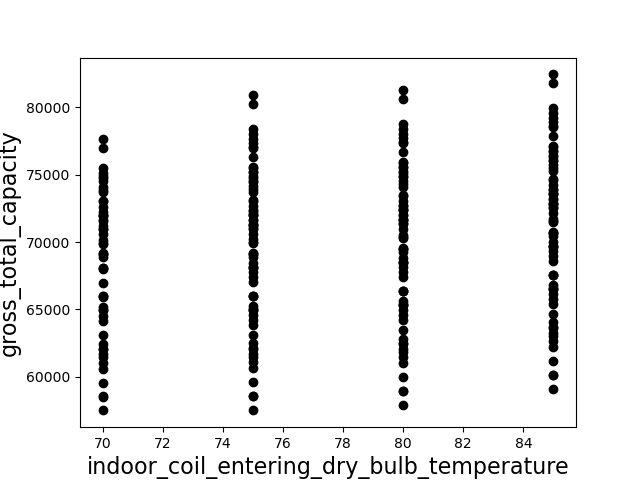 gross_total_capacity
80000
75000
70000
65000
60000
70 72 74 76 78 80 82 84
indoor_coil_entering_dry_bulb_temperature